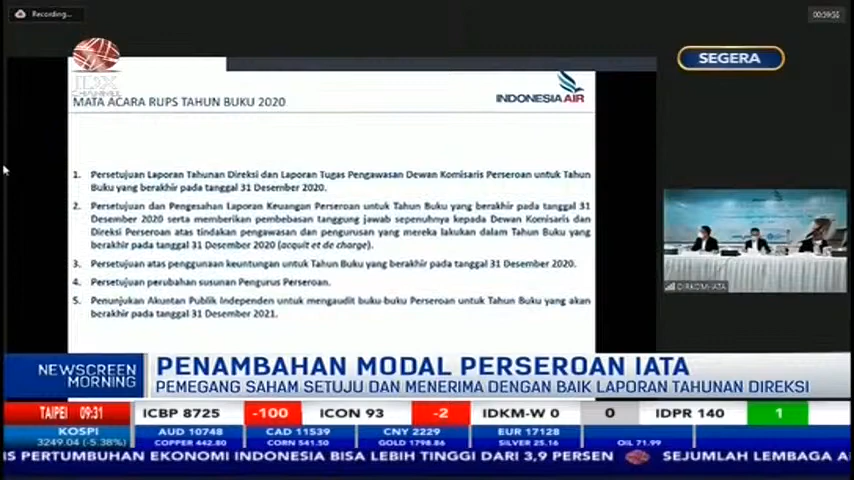 Recording...
00:39:55
IDX
CHANNEL
SEGERA
MATA ACARA RUPS TAHUN BUKU 2020
INDONESIA AIR
1. Persetujuan Laporan Tahunan Direksi dan Laporan Tugas Pengawasan Dewan Komisaris Perseroan untuk Tahun
Buku yang berakhir pada tanggal 31 Desember 2020.
2. Persetujuan dan Pengesahan Laporan Keuangan Perseroan untuk Tahun Buku yang berakhir pada tanggal 31
Desember 2020 serta memberikan pembebasan tanggung jawab sepenuhnya kepada Dewan Komisaris dan
Direksi Perseroan atas tindakan pengawasan dan pengurusan yang mereka lakukan dalam Tahun Buku yang
berakhir pada tanggal 31 Desember 2020 (acquit et de charge).
3. Persetujuan atas penggunaan keuntungan untuk Tahun Buku yang berakhir pada tanggal 31 Desember 2020.
4. Persetujuan perubahan susunan Pengurus Perseroan.
5. Penunjukan Akuntan Publik Independen untuk mengaudit buku-buku Perseroan untuk Tahun Buku yang akan
berakhir pada tanggal 31 Desember 2021.
NEWSCREEN
MORNING
PENAMBAHAN MODAL PERSEROAN IATA
PEMEGANG SAHAM SETUJU DAN MENERIMA DENGAN BAIK LAPORAN TAHUNAN DIREKSI
TAIPEI 09:31
ICBP 8725 -100 ICON 93 -2 IDKM-W 0 0 IDPR 140 1
KOSPI
3249.04 (-5.38%)
AUD 10748 CAD 11539 CNY 2229 EUR 17128
COPPER 442.80 CORN 541.50 GOLD 1798.86 SILVER 25.16 OIL 71.99
IS PERTUMBUHAN EKONOMI INDONESIA BISA LEBIH TINGGI DARI 3,9 PERSEN SEJUMLAH LEMBAGA